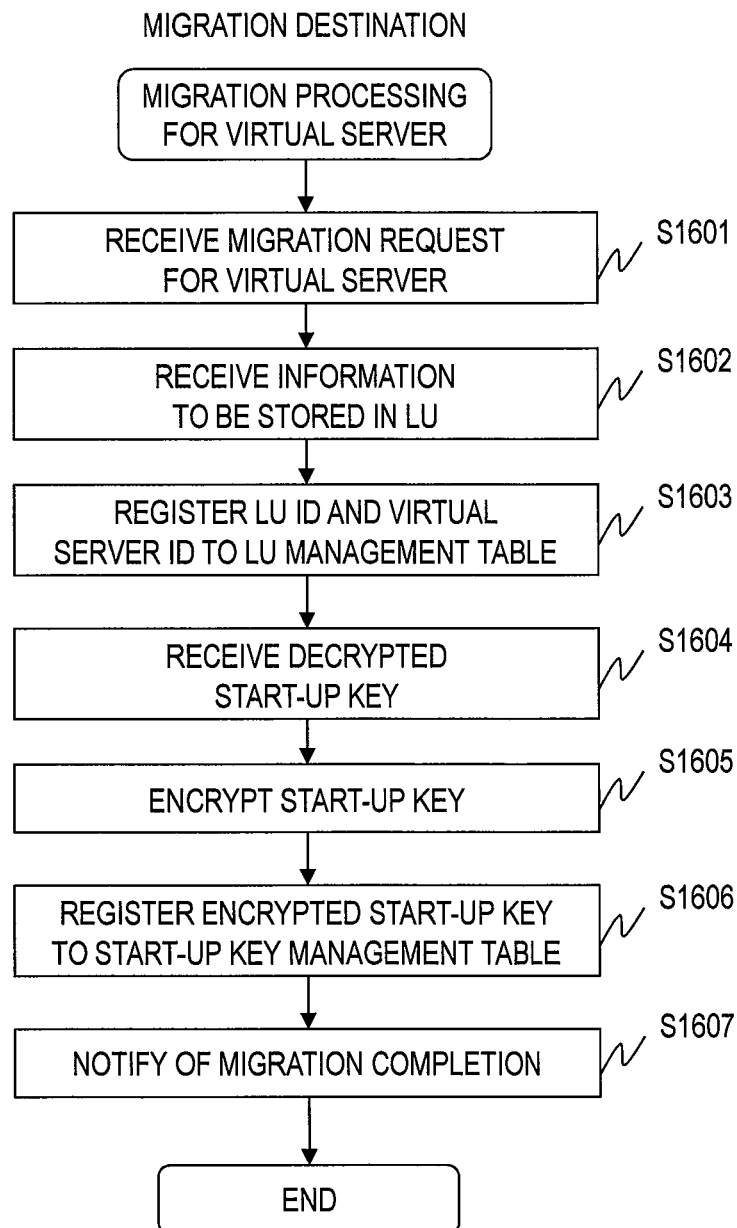 MIGRATION DESTINATION
MIGRATION PROCESSING
FOR VIRTUAL SERVER
RECEIVE MIGRATION REQUEST
FOR VIRTUAL SERVER
S1601
RECEIVE INFORMATION
TO BE STORED IN LU
S1602
REGISTER LU ID AND VIRTUAL
SERVER ID TO LU MANAGEMENT TABLE
S1603
RECEIVE DECRYPTED
START-UP KEY
S1604
ENCRYPT START-UP KEY
S1605
REGISTER ENCRYPTED START-UP KEY
TO START-UP KEY MANAGEMENT TABLE
S1606
NOTIFY OF MIGRATION COMPLETION
S1607
END